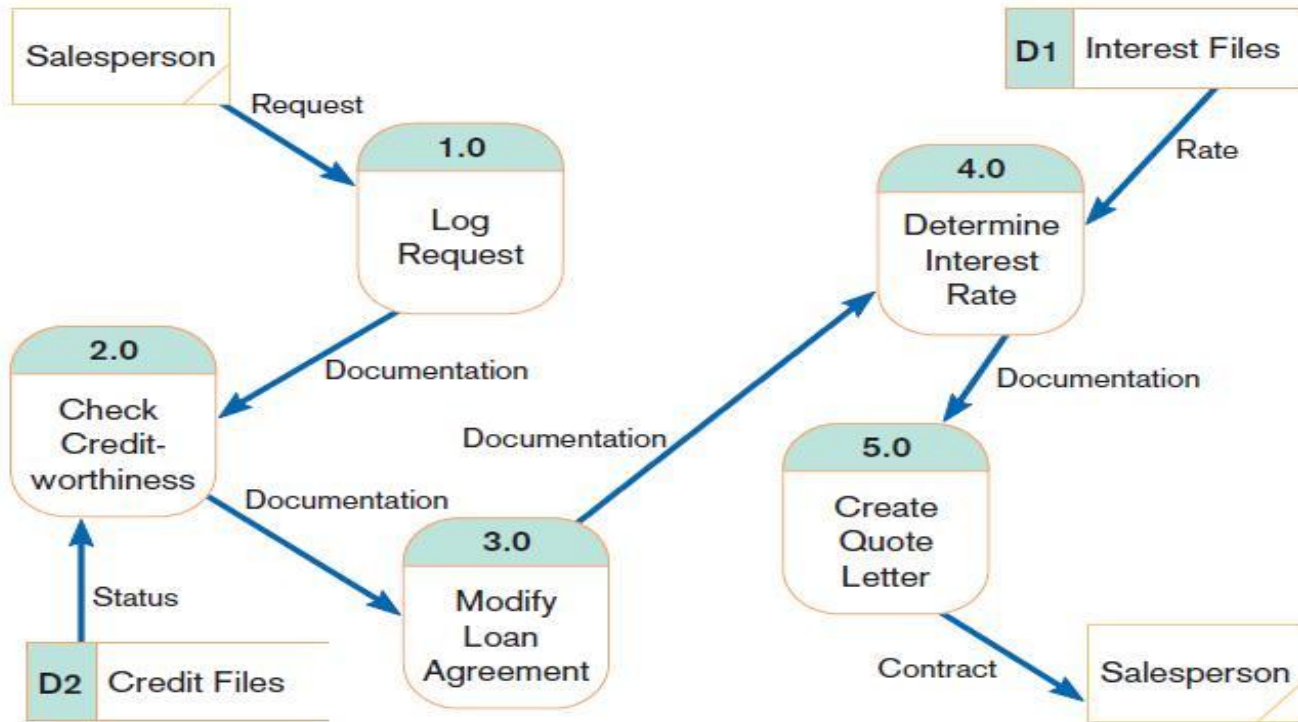 Salesperson
Request
1.0
Log
Request
Documentation
2.0
Check
Credit-
worthiness
Status
D2 Credit Files
Documentation
3.0
Modify
Loan
Agreement
Documentation
D1 Interest Files
Rate
4.0
Determine
Interest
Rate
Documentation
5.0
Create
Quote
Letter
Contract
Salesperson